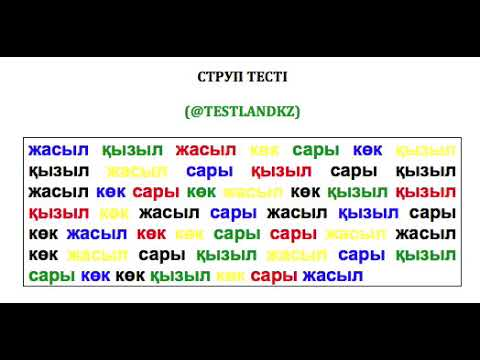 СТРУП ТЕСТІ
(@TESTLANDKZ)
жасыл қызыл жасыл көк сары көк қызыл
қызыл жасыл сары қызыл сары қызыл
жасыл көк сары көк жасыл көк қызыл қызыл
қызыл көк жасыл сары жасыл қызыл сары
көк жасыл көк көк сары сары жасыл жасыл
көк жасыл сары қызыл жасыл сары қызыл
сары көк көк қызыл көк сары жасыл